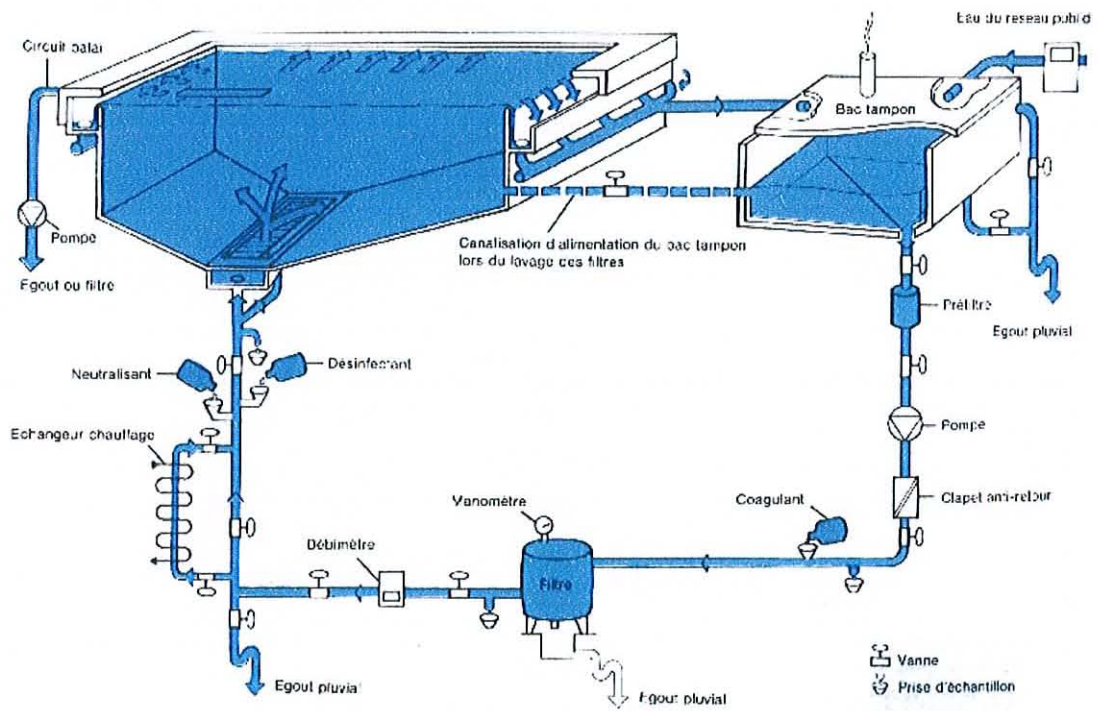 Eau du reseau public
Circuit balai
Bac tampon
Pompe
Egout ou filtre
Canalisation d'alimentation du bac tampon
lors du lavage des filtres
Préfiltre
Egout pluvial
Neutralisant
Désinfectant
Echangeur chauffage
Pompe
Clapet anti-retour
Vanomètre
Coagulant
Débimètre
Filtre
Vanne
Prise d'échantillon
Egout pluvial
Egout pluvial